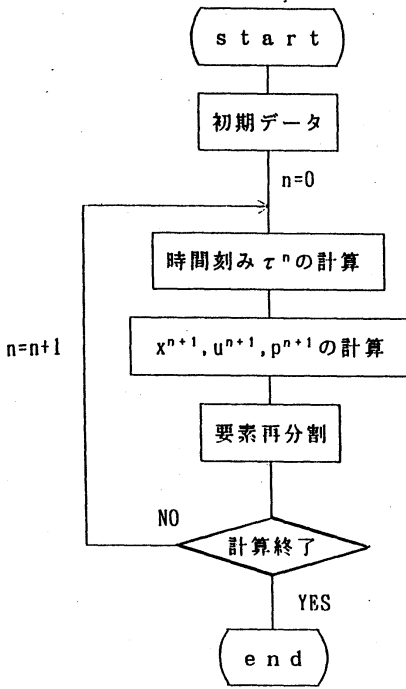 start
初期データ
n=0
時間刻みτⁿの計算
n=n+1
xⁿ⁺¹,uⁿ⁺¹,pⁿ⁺¹の計算
要素再分割
NO
計算終了
YES
end